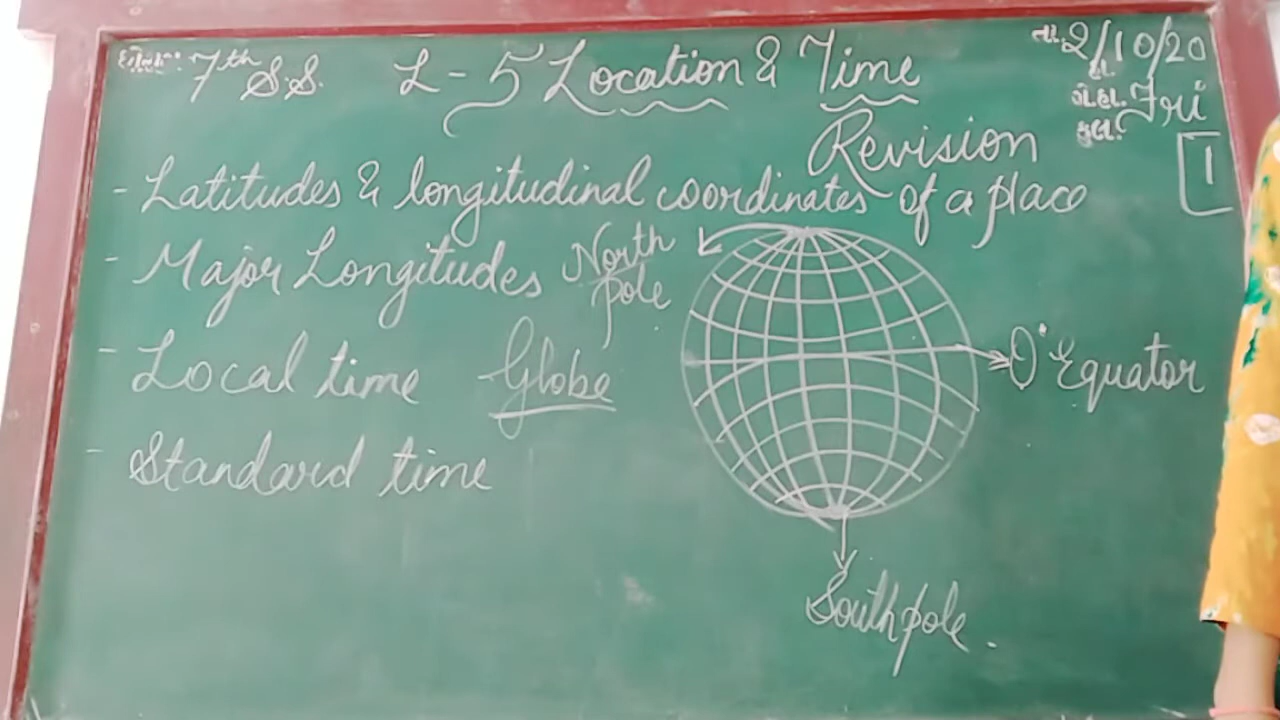 7th S.S. L-5 Location & Time
તા. 2/10/20
Fri
Revision
1
- Latitudes & longitudinal coordinates of a place
- Major Longitudes
North pole
- Local time
Globe
0° Equator
- Standard time
South pole.